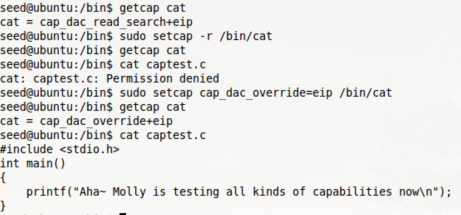 seed@ubuntu:/bin$ getcap cat
cat = cap_dac_read_search+eip
seed@ubuntu:/bin$ sudo setcap -r /bin/cat
seed@ubuntu:/bin$ getcap cat
seed@ubuntu:/bin$ cat captest.c
cat: captest.c: Permission denied
seed@ubuntu:/bin$ sudo setcap cap_dac_override=eip /bin/cat
seed@ubuntu:/bin$ getcap cat
cat = cap_dac_override+eip
seed@ubuntu:/bin$ cat captest.c
#include <stdio.h>
int main()
{
    printf("Aha~ Molly is testing all kinds of capabilities now\n");
}